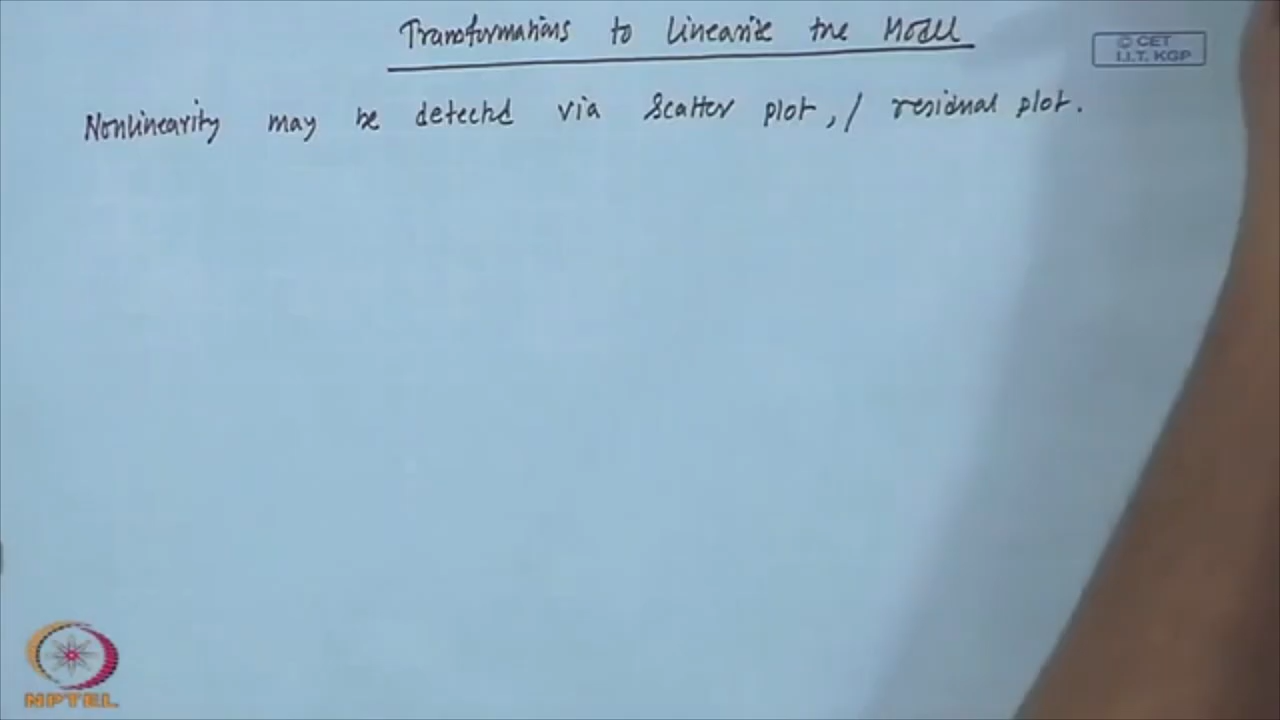 Transformations to Linearize the Model
© CET
I.I.T. KGP
Nonlinearity may be detected via Scatter plot, / residual plot.
NPTEL